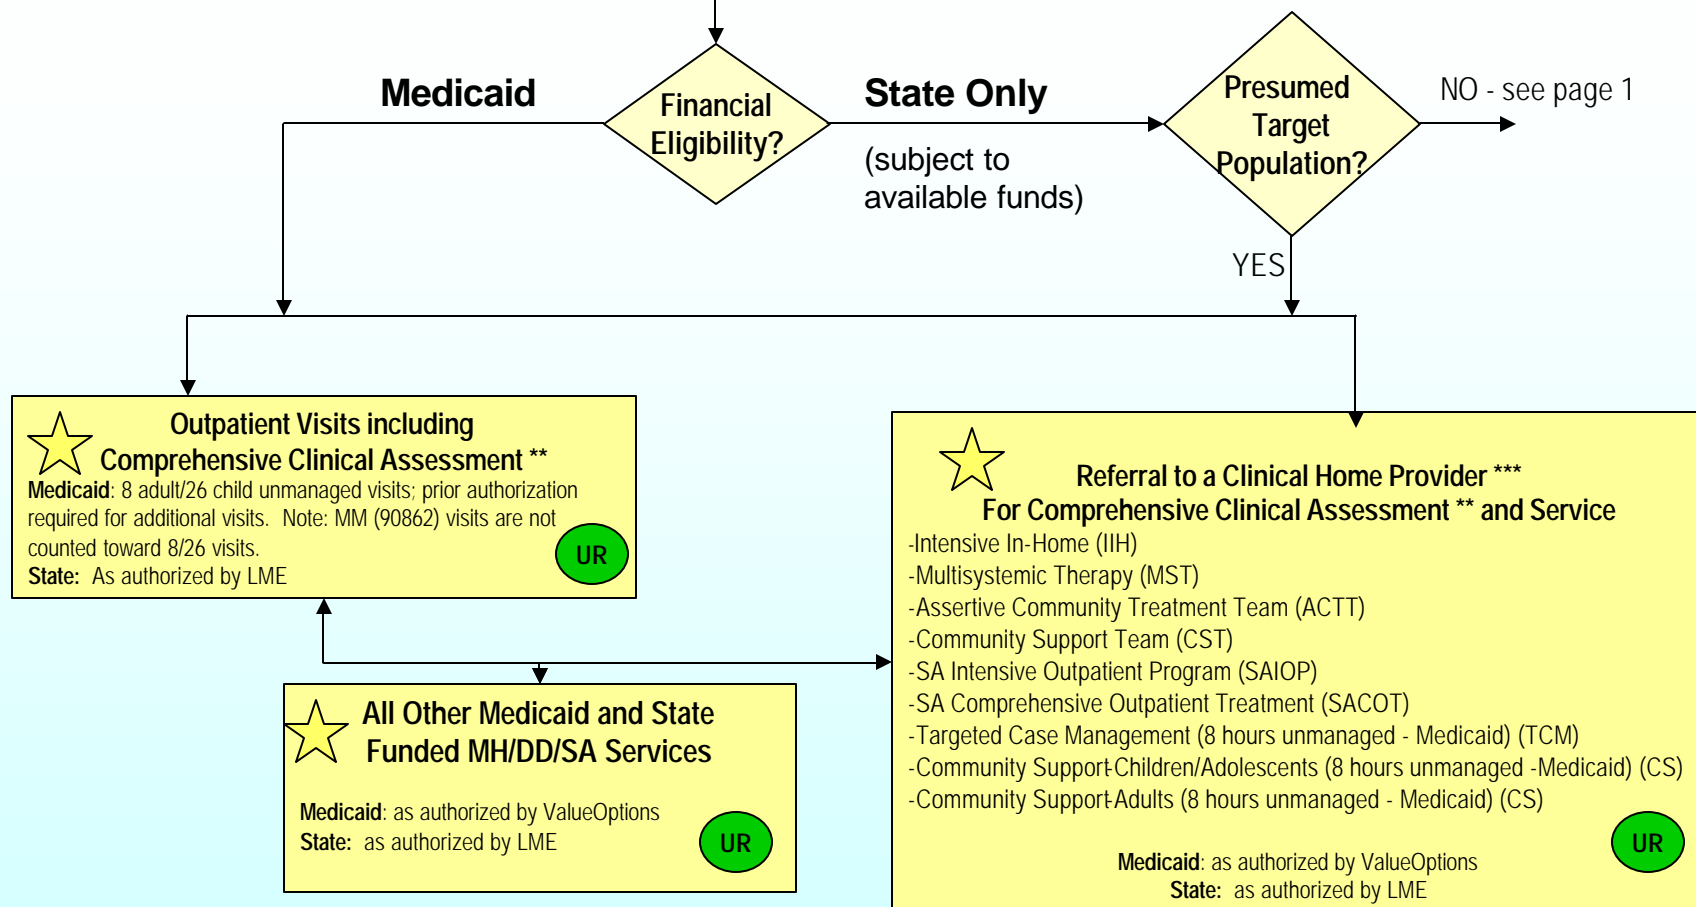 Medicaid
Financial
Eligibility?
State Only
(subject to
available funds)
Presumed
Target
Population?
NO - see page 1
YES
Outpatient Visits including
Comprehensive Clinical Assessment **
Medicaid: 8 adult/26 child unmanaged visits; prior authorization
required for additional visits. Note: MM (90862) visits are not
counted toward 8/26 visits.
State: As authorized by LME
UR
Referral to a Clinical Home Provider ***
For Comprehensive Clinical Assessment ** and Service
-Intensive In-Home (IIH)
-Multisystemic Therapy (MST)
-Assertive Community Treatment Team (ACTT)
-Community Support Team (CST)
-SA Intensive Outpatient Program (SAIOP)
-SA Comprehensive Outpatient Treatment (SACOT)
-Targeted Case Management (8 hours unmanaged - Medicaid) (TCM)
-Community Support-Children/Adolescents (8 hours unmanaged -Medicaid) (CS)
-Community Support-Adults (8 hours unmanaged - Medicaid) (CS)
Medicaid: as authorized by ValueOptions
State: as authorized by LME
UR
All Other Medicaid and State
Funded MH/DD/SA Services
Medicaid: as authorized by ValueOptions
State: as authorized by LME
UR